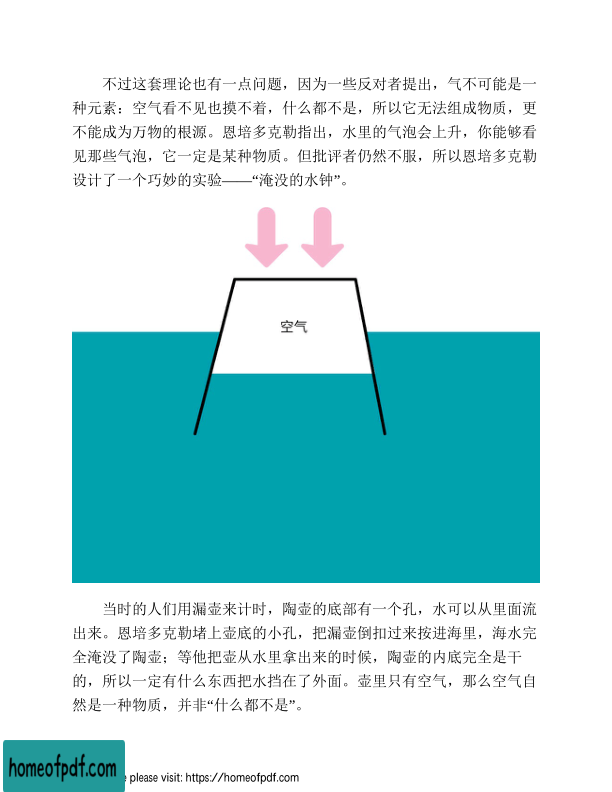 不过这套理论也有一点问题，因为一些反对者提出，气不可能是一
种元素：空气看不见也摸不着，什么都不是，所以它无法组成物质，更
不能成为万物的根源。恩培多克勒指出，水里的气泡会上升，你能够看
见那些气泡，它一定是某种物质。但批评者仍然不服，所以恩培多克勒
设计了一个巧妙的实验——“淹没的水钟”。
空气
当时的人们用漏壶来计时，陶壶的底部有一个孔，水可以从里面流
出来。恩培多克勒堵上壶底的小孔，把漏壶倒扣过来按进海里，海水完
全淹没了陶壶；等他把壶从水里拿出来的时候，陶壶的内底完全是干
的，所以一定有什么东西把水挡在了外面。壶里只有空气，那么空气自
然是一种物质，并非“什么都不是”。
homeofpdf.com
please visit: https://homeofpdf.com